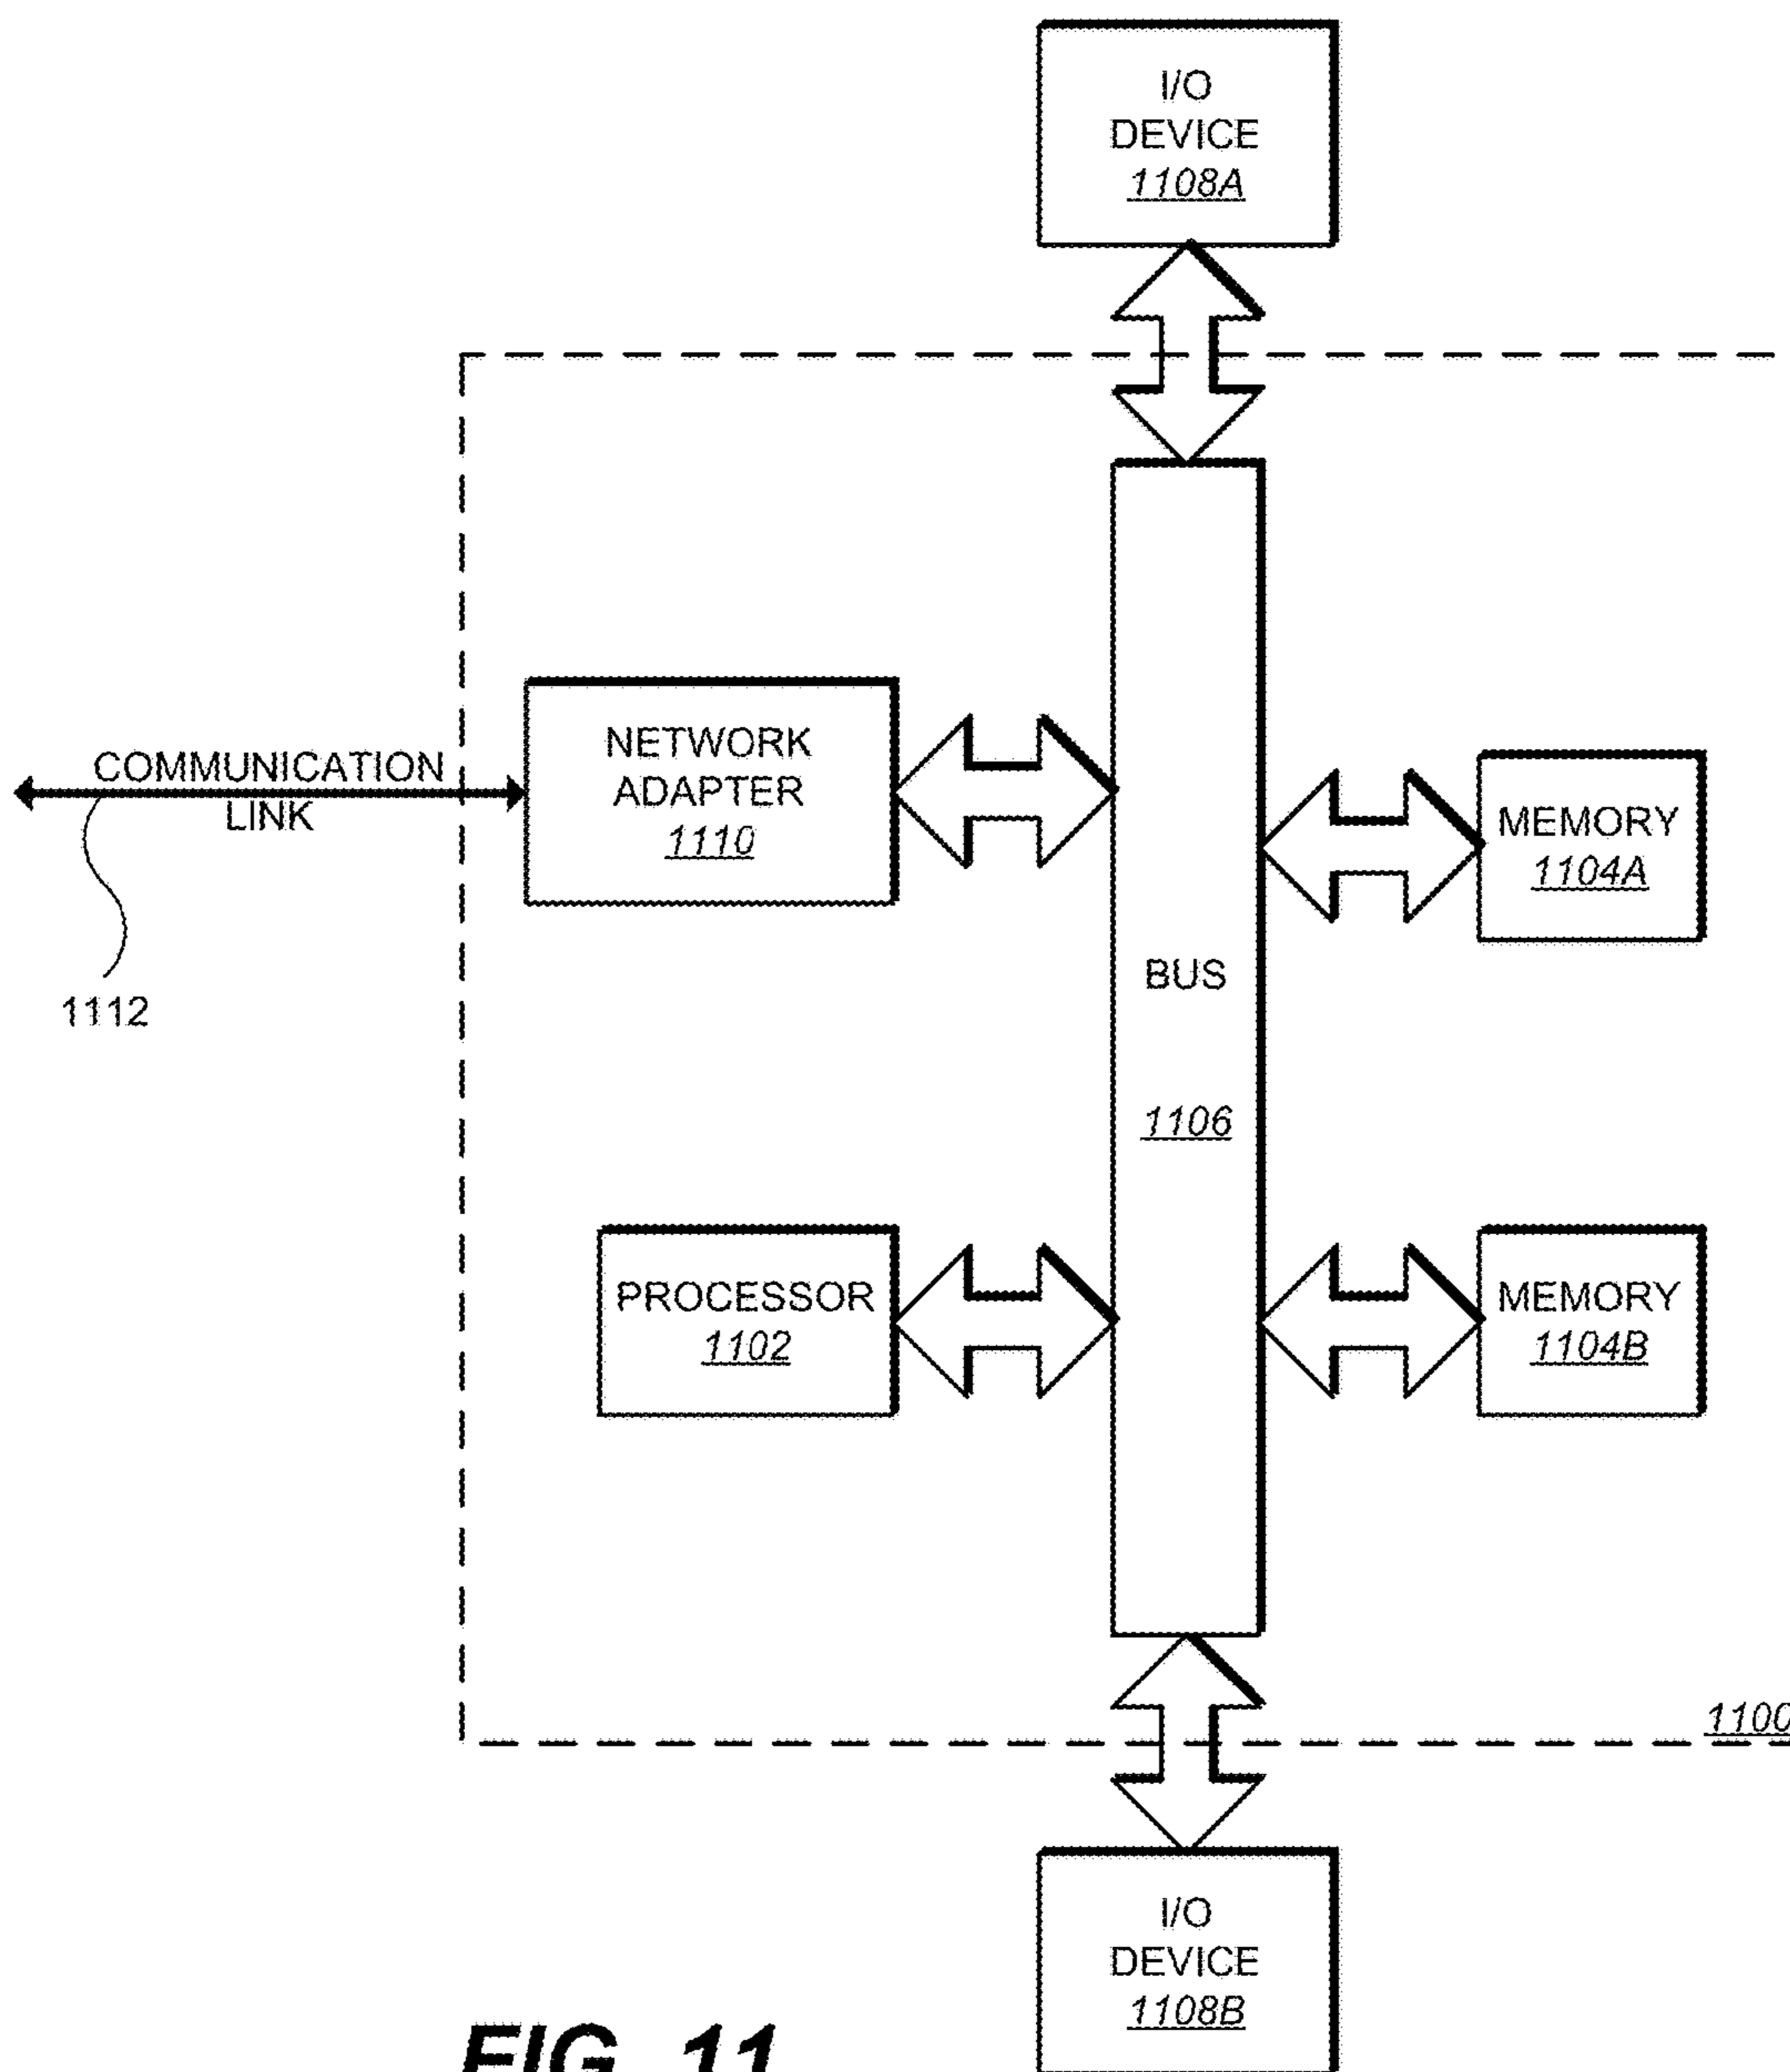 I/O
DEVICE
1108A
NETWORK
ADAPTER
1110
COMMUNICATION
LINK
1112
MEMORY
1104A
BUS
1106
PROCESSOR
1102
MEMORY
1104B
1100
I/O
DEVICE
1108B
FIG. 11